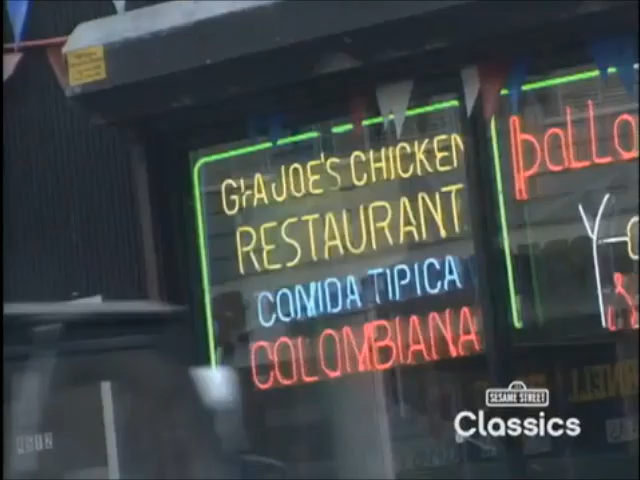 G&A JOE'S CHICKEN
RESTAURANT
COMIDA TIPICA
COLOMBIANA
POLLO
Y
SESAME STREET
Classics